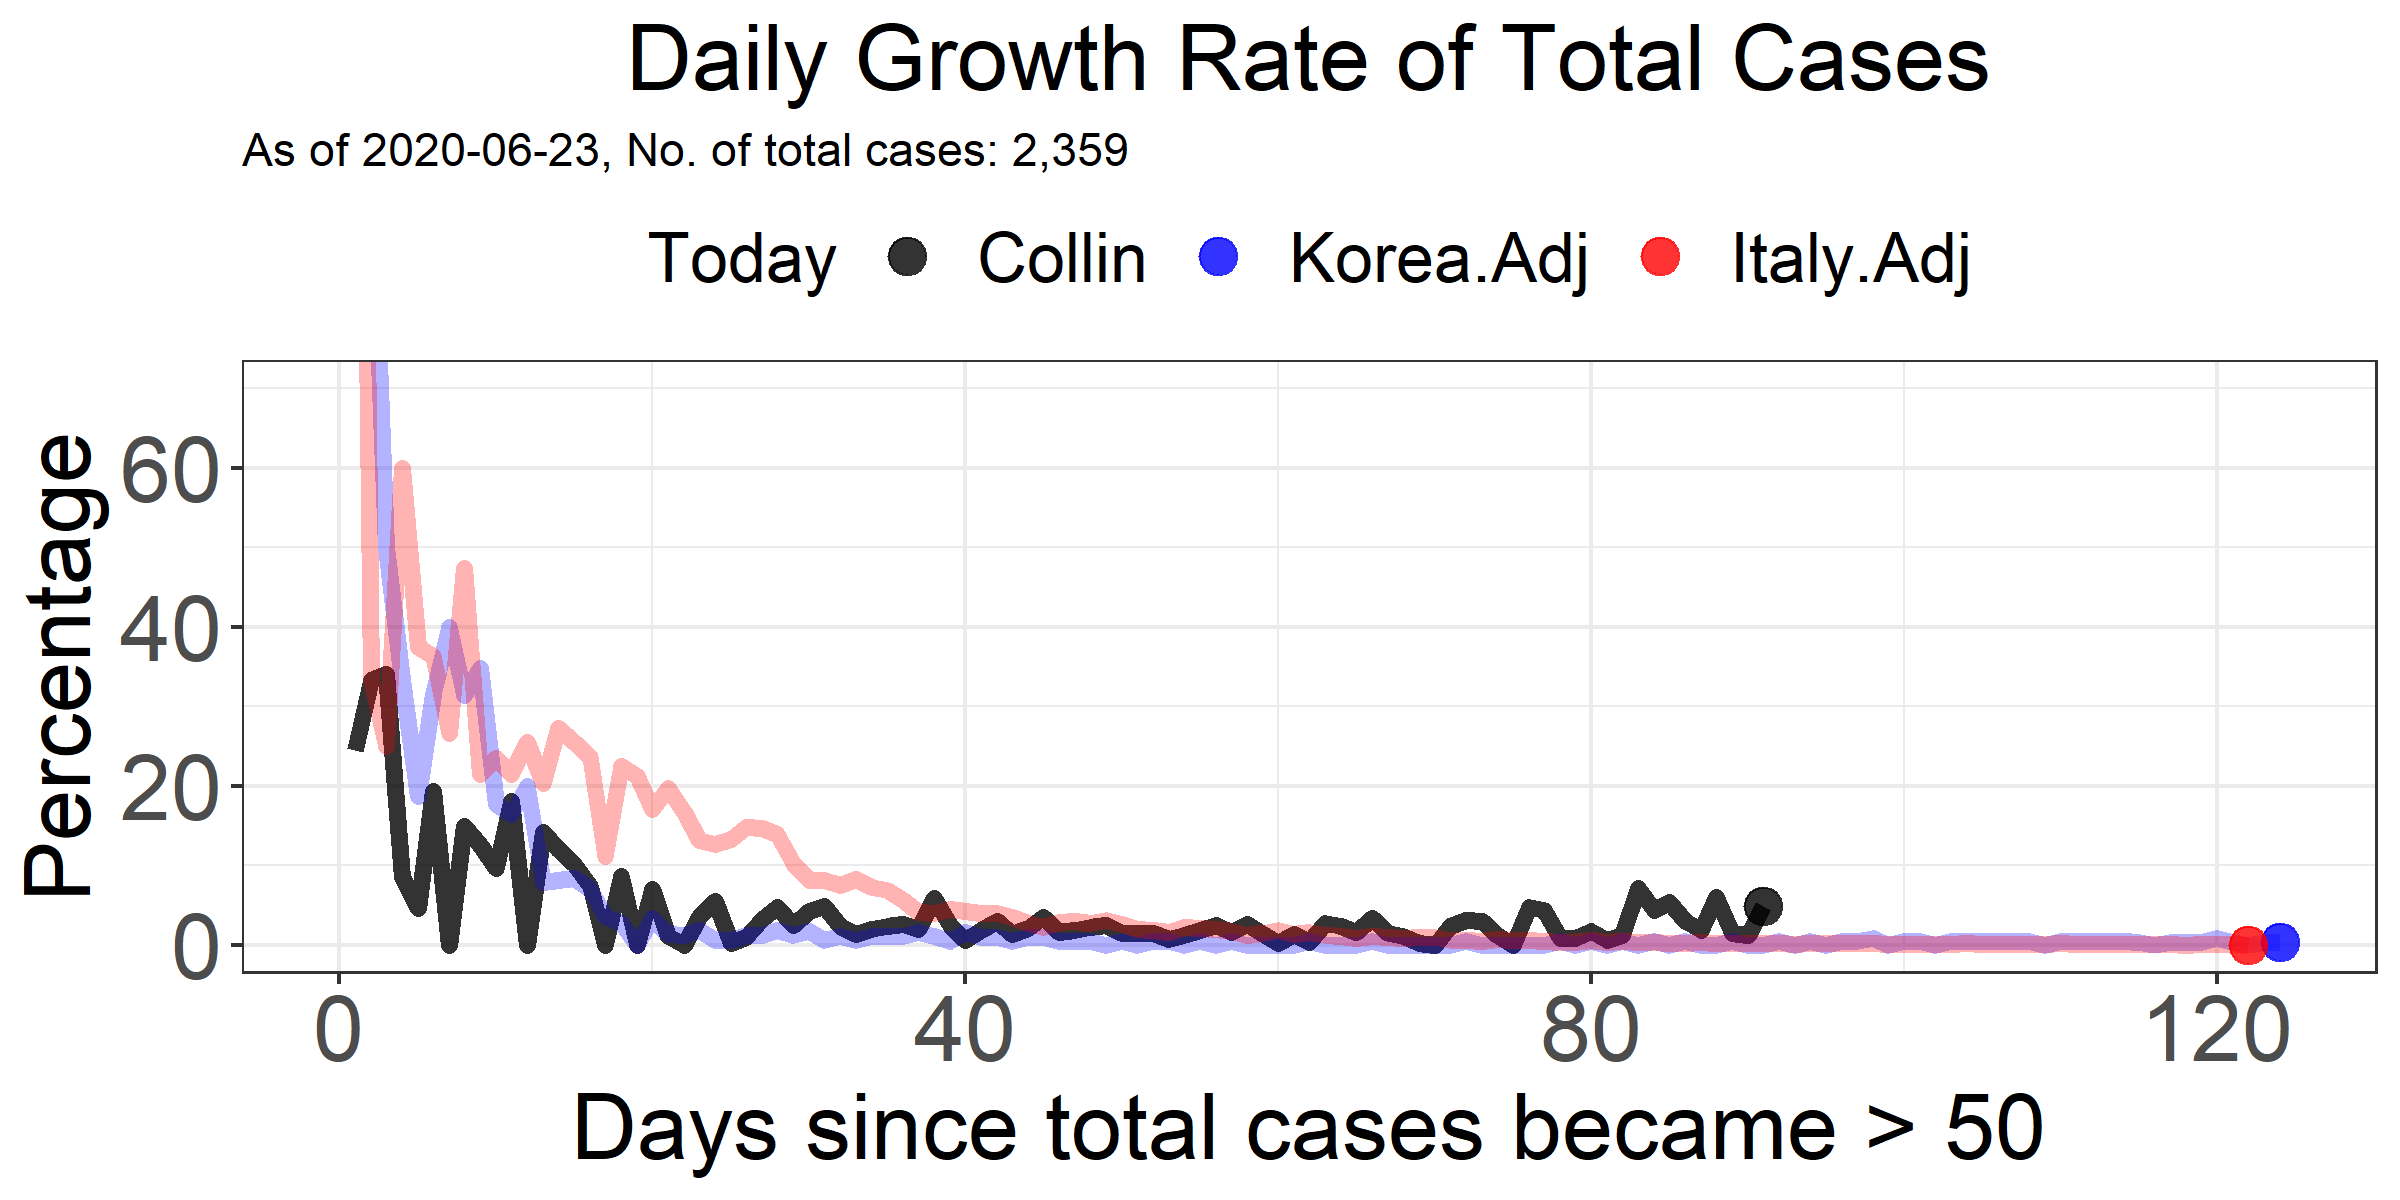 Daily Growth Rate of Total Cases
As of 2020-06-23, No. of total cases: 2,359
Today Collin Korea.Adj Italy.Adj
Percentage
60
40
20
0
0 40 80 120
Days since total cases became > 50